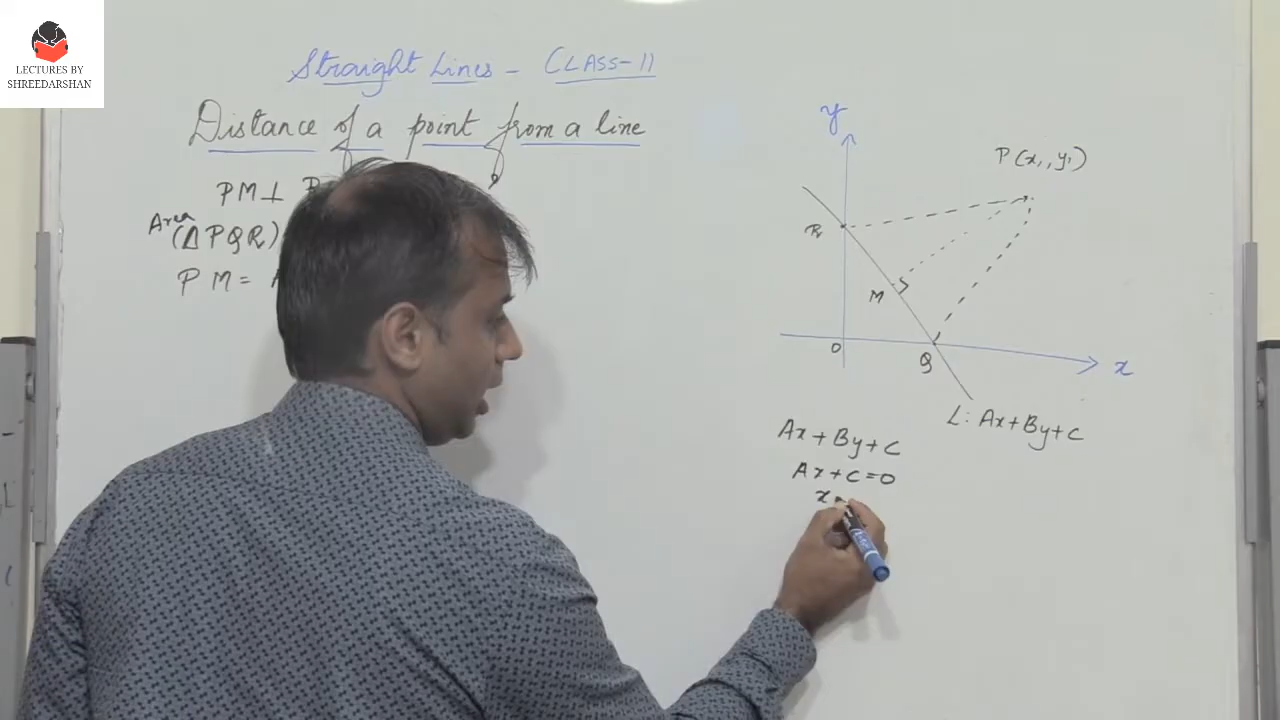 LECTURES BY
SHREEDARSHAN
Straight Lines - CLASS-11
Distance of a point from a line
PM ⊥
Area
(Δ PQR)
PM =
y
P(x₁, y₁)
R
M
O
Q
x
L: Ax+By+C
Ax+By+C
Ax+C=0
x